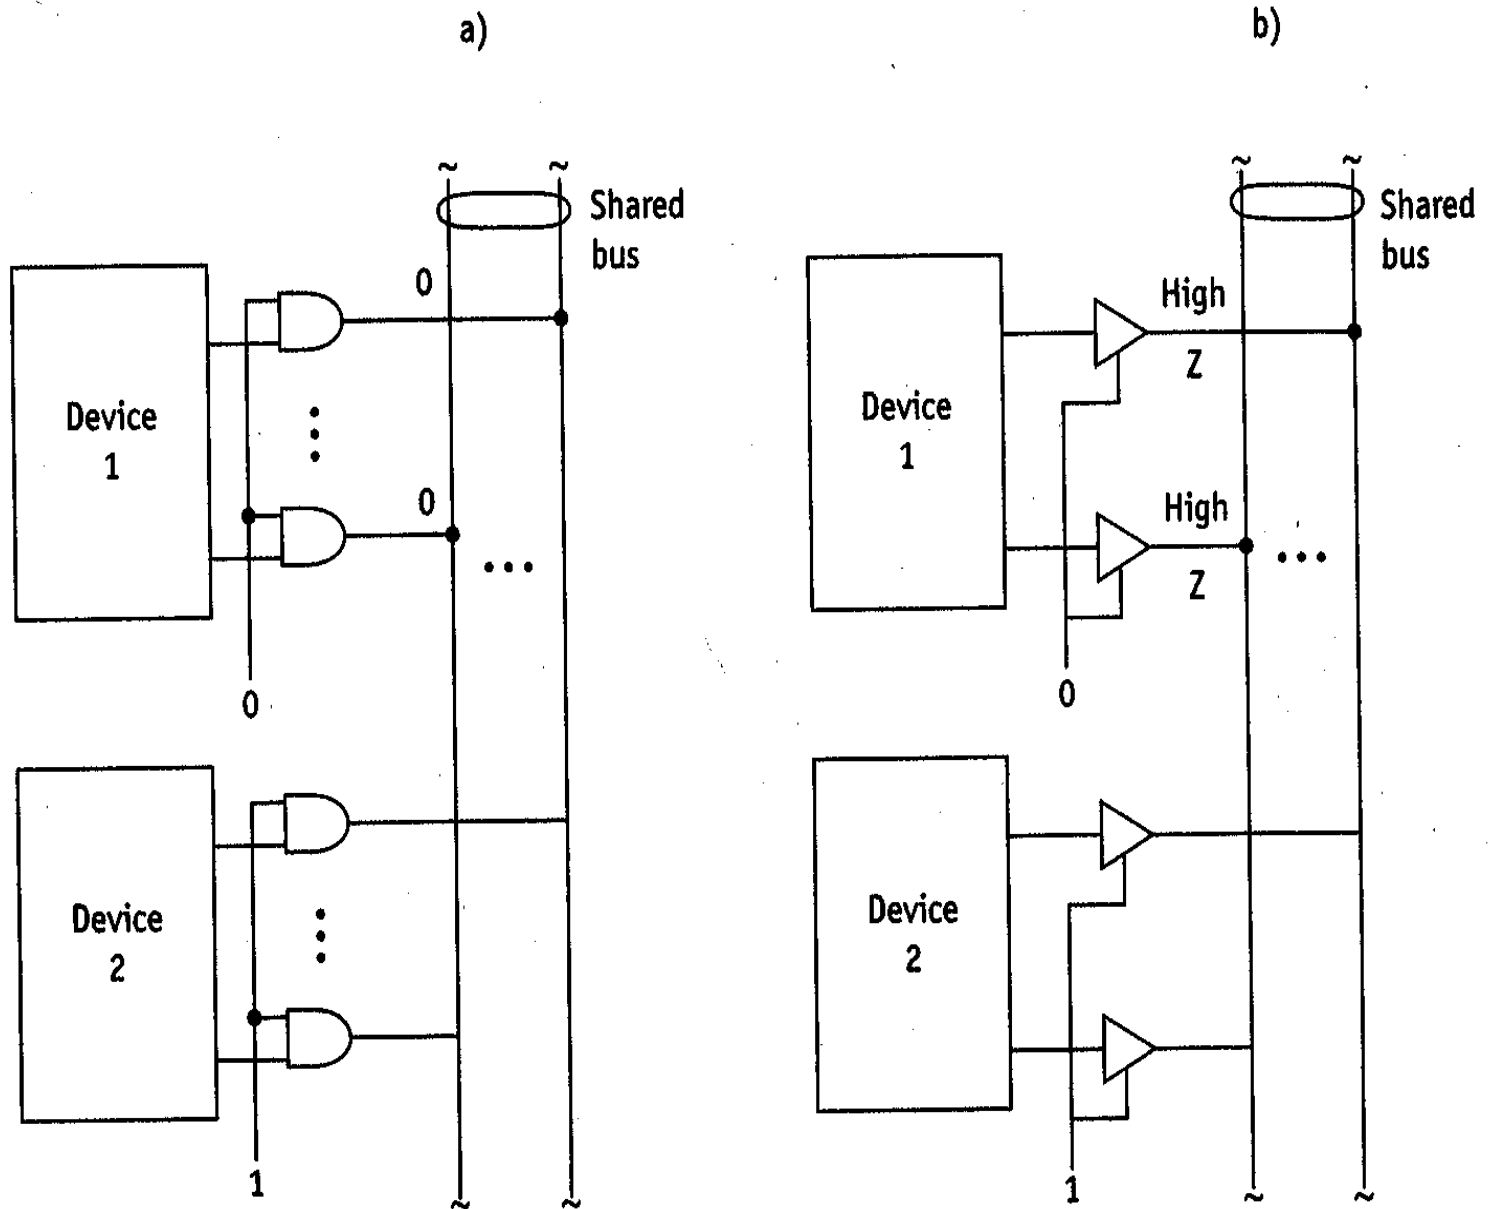 a)
~ ~
Shared
bus
0
Device
1
0
0
Device
2
1
~ ~
b)
~ ~
Shared
bus
High
Z
Device
1
High
Z
0
Device
2
1
~ ~